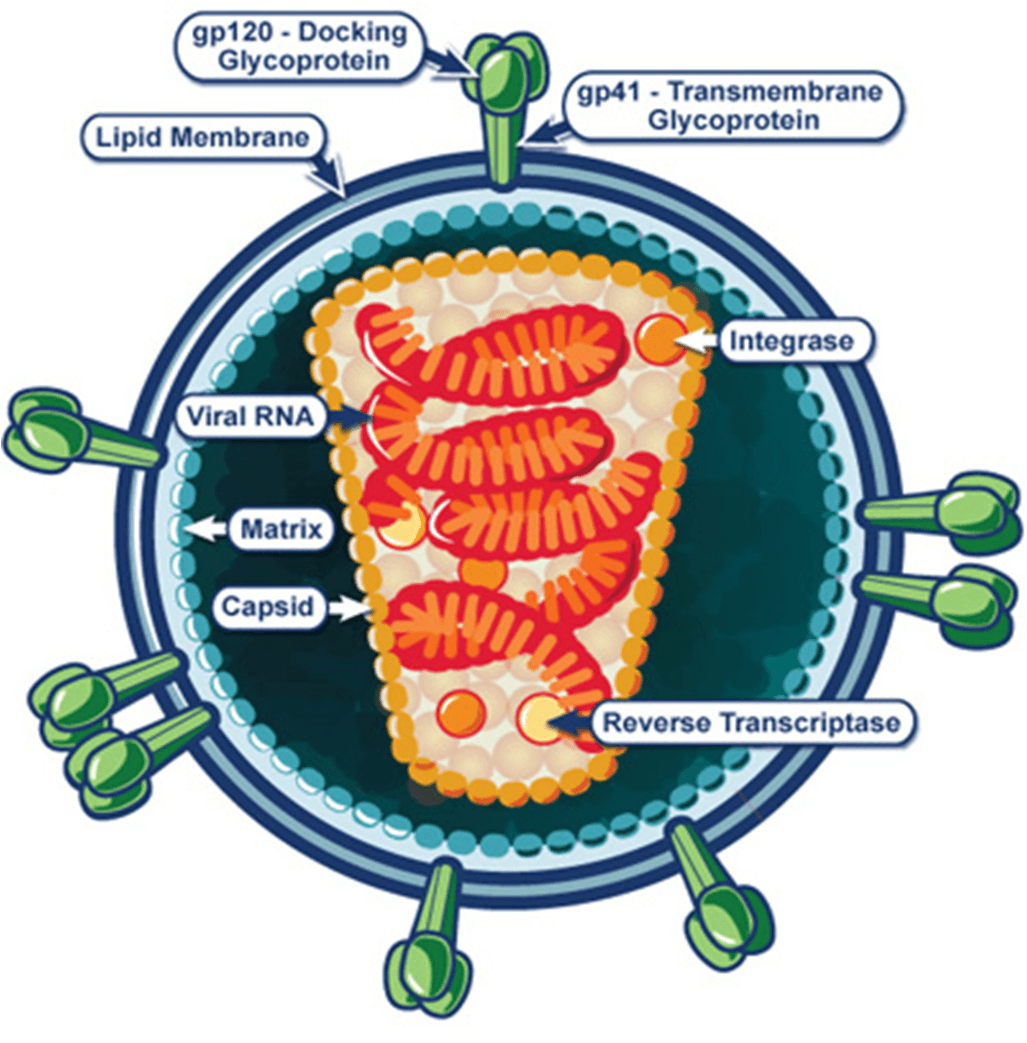 gp120 - Docking
Glycoprotein
gp41 - Transmembrane
Glycoprotein
Lipid Membrane
Integrase
Viral RNA
Matrix
Capsid
Reverse Transcriptase